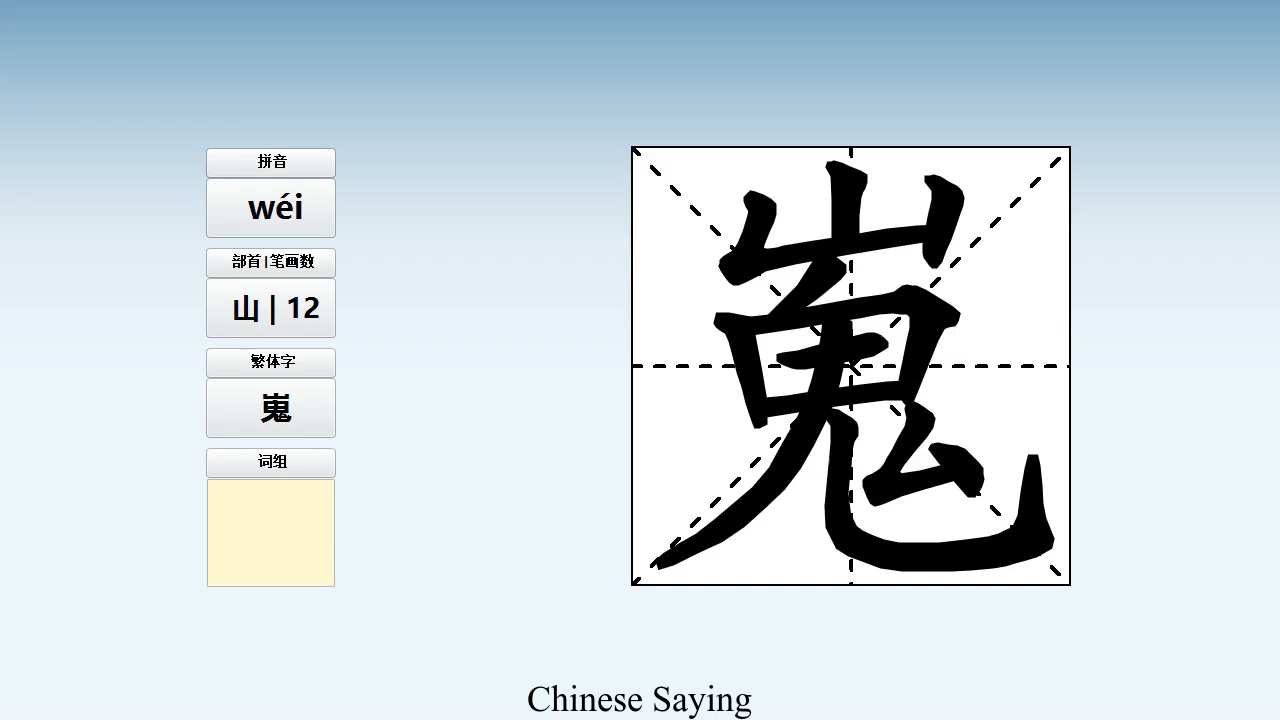 拼音
wéi
部首|笔画数
山 | 12
繁体字
嵬
词组
嵬
Chinese Saying